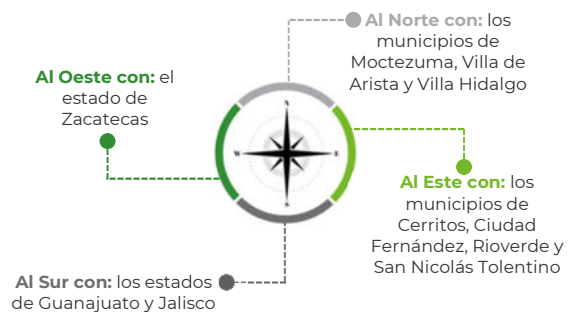 Al Norte con: los
municipios de
Moctezuma, Villa de
Arista y Villa Hidalgo
Al Oeste con: el
estado de
Zacatecas
N
W
E
S
Al Este con: los
municipios de
Cerritos, Ciudad
Fernández, Rioverde y
San Nicolás Tolentino
Al Sur con: los estados
de Guanajuato y Jalisco